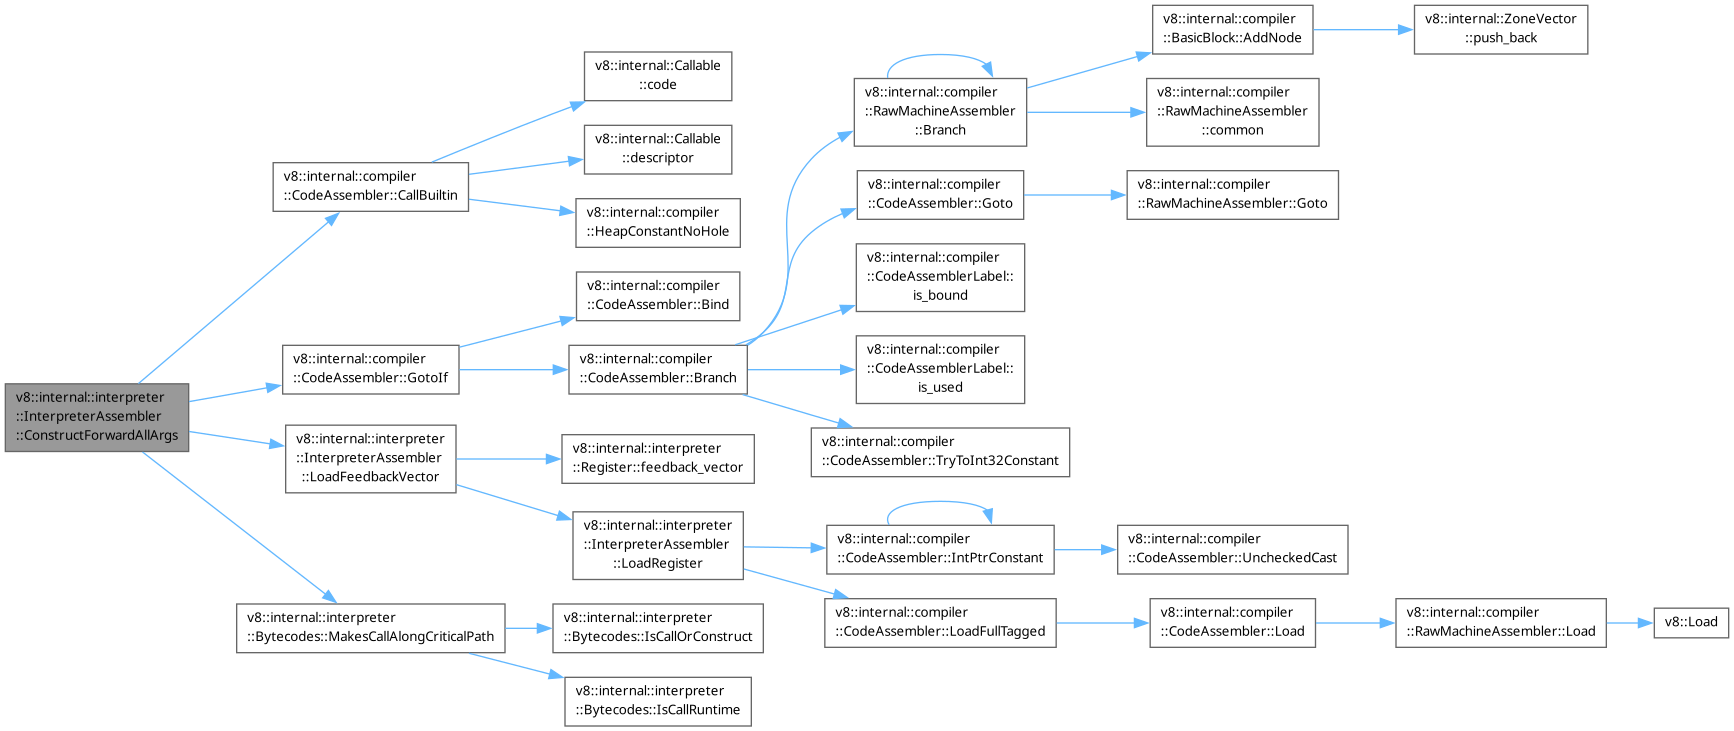 v8::internal::interpreter
::InterpreterAssembler
::ConstructForwardAllArgs
v8::internal::compiler
::CodeAssembler::CallBuiltin
v8::internal::Callable
::code
v8::internal::Callable
::descriptor
v8::internal::compiler
::HeapConstantNoHole
v8::internal::compiler
::CodeAssembler::GotoIf
v8::internal::compiler
::CodeAssembler::Bind
v8::internal::compiler
::CodeAssembler::Branch
v8::internal::compiler
::RawMachineAssembler
::Branch
v8::internal::compiler
::BasicBlock::AddNode
v8::internal::ZoneVector
::push_back
v8::internal::compiler
::RawMachineAssembler
::common
v8::internal::compiler
::CodeAssembler::Goto
v8::internal::compiler
::RawMachineAssembler::Goto
v8::internal::compiler
::CodeAssemblerLabel::
is_bound
v8::internal::compiler
::CodeAssemblerLabel::
is_used
v8::internal::compiler
::CodeAssembler::TryToInt32Constant
v8::internal::interpreter
::InterpreterAssembler
::LoadFeedbackVector
v8::internal::interpreter
::Register::feedback_vector
v8::internal::interpreter
::InterpreterAssembler
::LoadRegister
v8::internal::compiler
::CodeAssembler::IntPtrConstant
v8::internal::compiler
::CodeAssembler::UncheckedCast
v8::internal::compiler
::CodeAssembler::LoadFullTagged
v8::internal::compiler
::CodeAssembler::Load
v8::internal::compiler
::RawMachineAssembler::Load
v8::Load
v8::internal::interpreter
::Bytecodes::MakesCallAlongCriticalPath
v8::internal::interpreter
::Bytecodes::IsCallOrConstruct
v8::internal::interpreter
::Bytecodes::IsCallRuntime